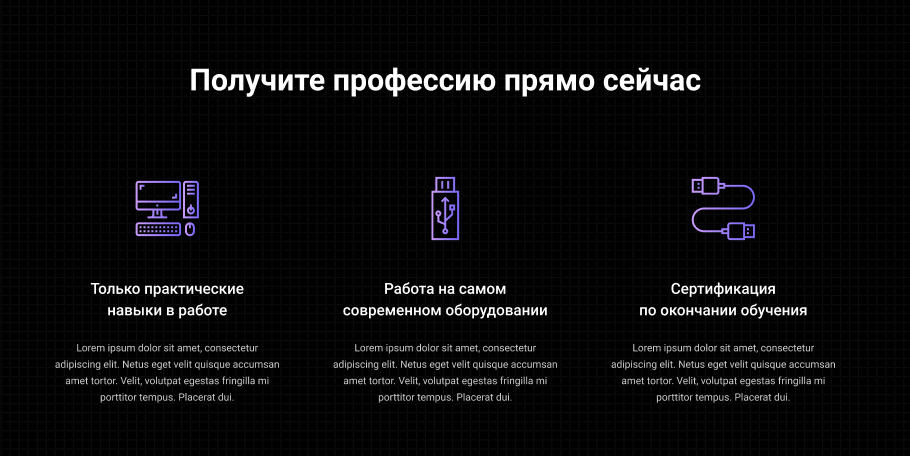 Получите профессию прямо сейчас
Только практические
навыки в работе
Lorem ipsum dolor sit amet, consectetur
adipiscing elit. Netus eget velit quisque accumsan
amet tortor. Velit, volutpat egestas fringilla mi
porttitor tempus. Placerat dui.
Работа на самом
современном оборудовании
Lorem ipsum dolor sit amet, consectetur
adipiscing elit. Netus eget velit quisque accumsan
amet tortor. Velit, volutpat egestas fringilla mi
porttitor tempus. Placerat dui.
Сертификация
по окончании обучения
Lorem ipsum dolor sit amet, consectetur
adipiscing elit. Netus eget velit quisque accumsan
amet tortor. Velit, volutpat egestas fringilla mi
porttitor tempus. Placerat dui.